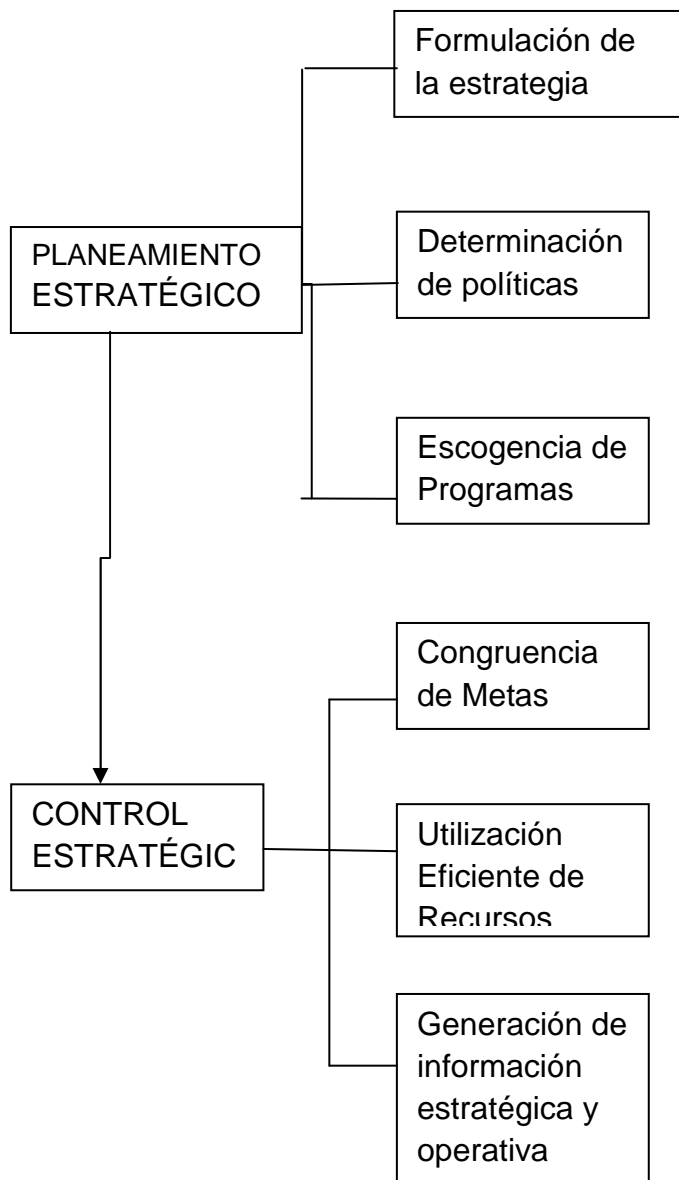 Formulación de
la estrategia
PLANEAMIENTO
ESTRATÉGICO
Determinación
de políticas
Escogencia de
Programas
Congruencia
de Metas
CONTROL
ESTRATÉGIC
Utilización
Eficiente de
Recursos
Generación de
información
estratégica y
operativa